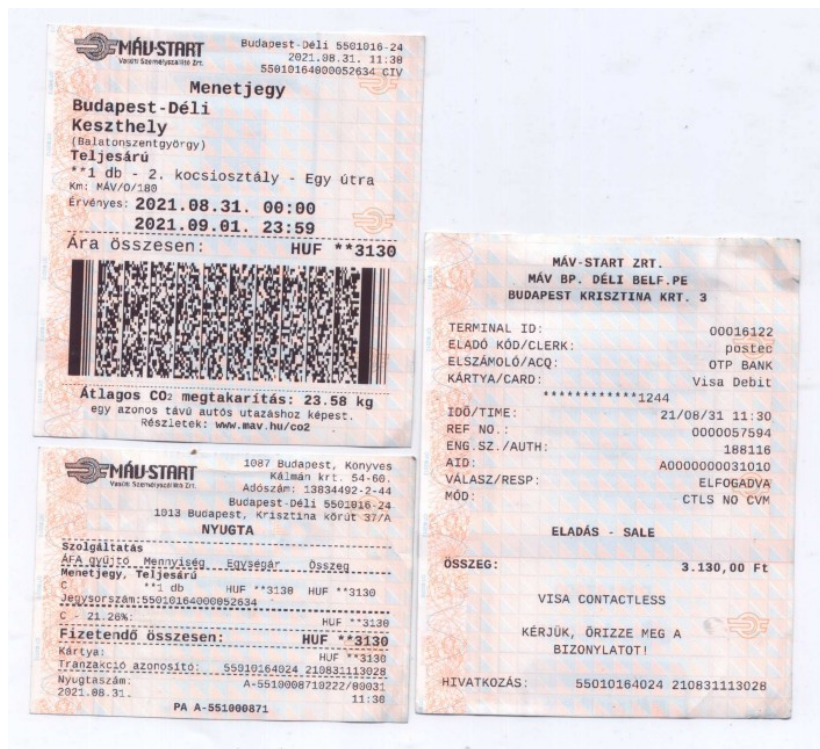 MÁV-START
Vasúti Személyszállító Zrt.
Budapest-Déli 5501016-24
2021.08.31. 11:30
55010164000052634 CIV
Menetjegy
Budapest-Déli
Keszthely
(Balatonszentgyörgy)
Teljesárú
**1 db - 2. kocsiosztály - Egy útra
Km: MÁV/0/180
Érvényes: 2021.08.31. 00:00
2021.09.01. 23:59
Ára összesen: HUF **3130
Átlagos CO₂ megtakarítás: 23.58 kg
egy azonos távú autós utazáshoz képest.
Részletek: www.mav.hu/co2
MÁV-START
Vasúti Személyszállító Zrt.
1087 Budapest, Könyves
Kálmán krt. 54-60.
Adószám: 13834492-2-44
Budapest-Déli 5501016-24
1013 Budapest, Krisztina körút 37/A
NYUGTA
Szolgáltatás
ÁFA gyűjtő Mennyiség Egységár Összeg
Menetjegy, Teljesárú
C **1 db HUF **3130 HUF **3130
Jegysorszám:55010164000052634
C - 21.26%: HUF **3130
Fizetendő összesen: HUF **3130
Kártya: HUF **3130
Tranzakció azonosító: 55010164024 210831113028
Nyugtaszám: A-5510008710222/00031
2021.08.31. 11:30
PA A-551000871
MÁV-START ZRT.
MÁV BP. DÉLI BELF.PE
BUDAPEST KRISZTINA KRT. 3
TERMINAL ID: 00016122
ELADÓ KÓD/CLERK: postec
ELSZÁMOLÓ/ACQ: OTP BANK
KÁRTYA/CARD: Visa Debit
************1244
IDŐ/TIME: 21/08/31 11:30
REF NO.: 0000057594
ENG.SZ./AUTH: 188116
AID: A0000000031010
VÁLASZ/RESP: ELFOGADVA
MÓD: CTLS NO CVM
ELADÁS - SALE
ÖSSZEG: 3.130,00 Ft
VISA CONTACTLESS
KÉRJÜK, ŐRIZZE MEG A
BIZONYLATOT!
HIVATKOZÁS: 55010164024 210831113028